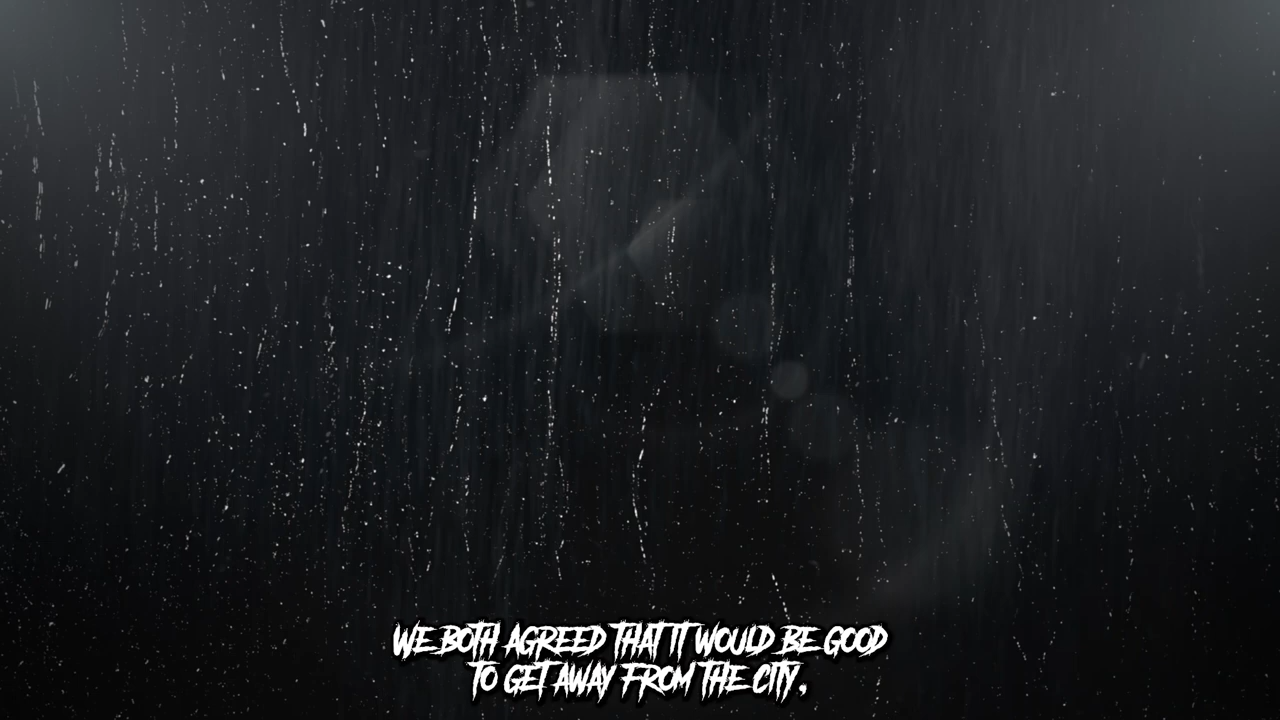 WE BOTH AGREED THAT IT WOULD BE GOOD
TO GET AWAY FROM THE CITY,